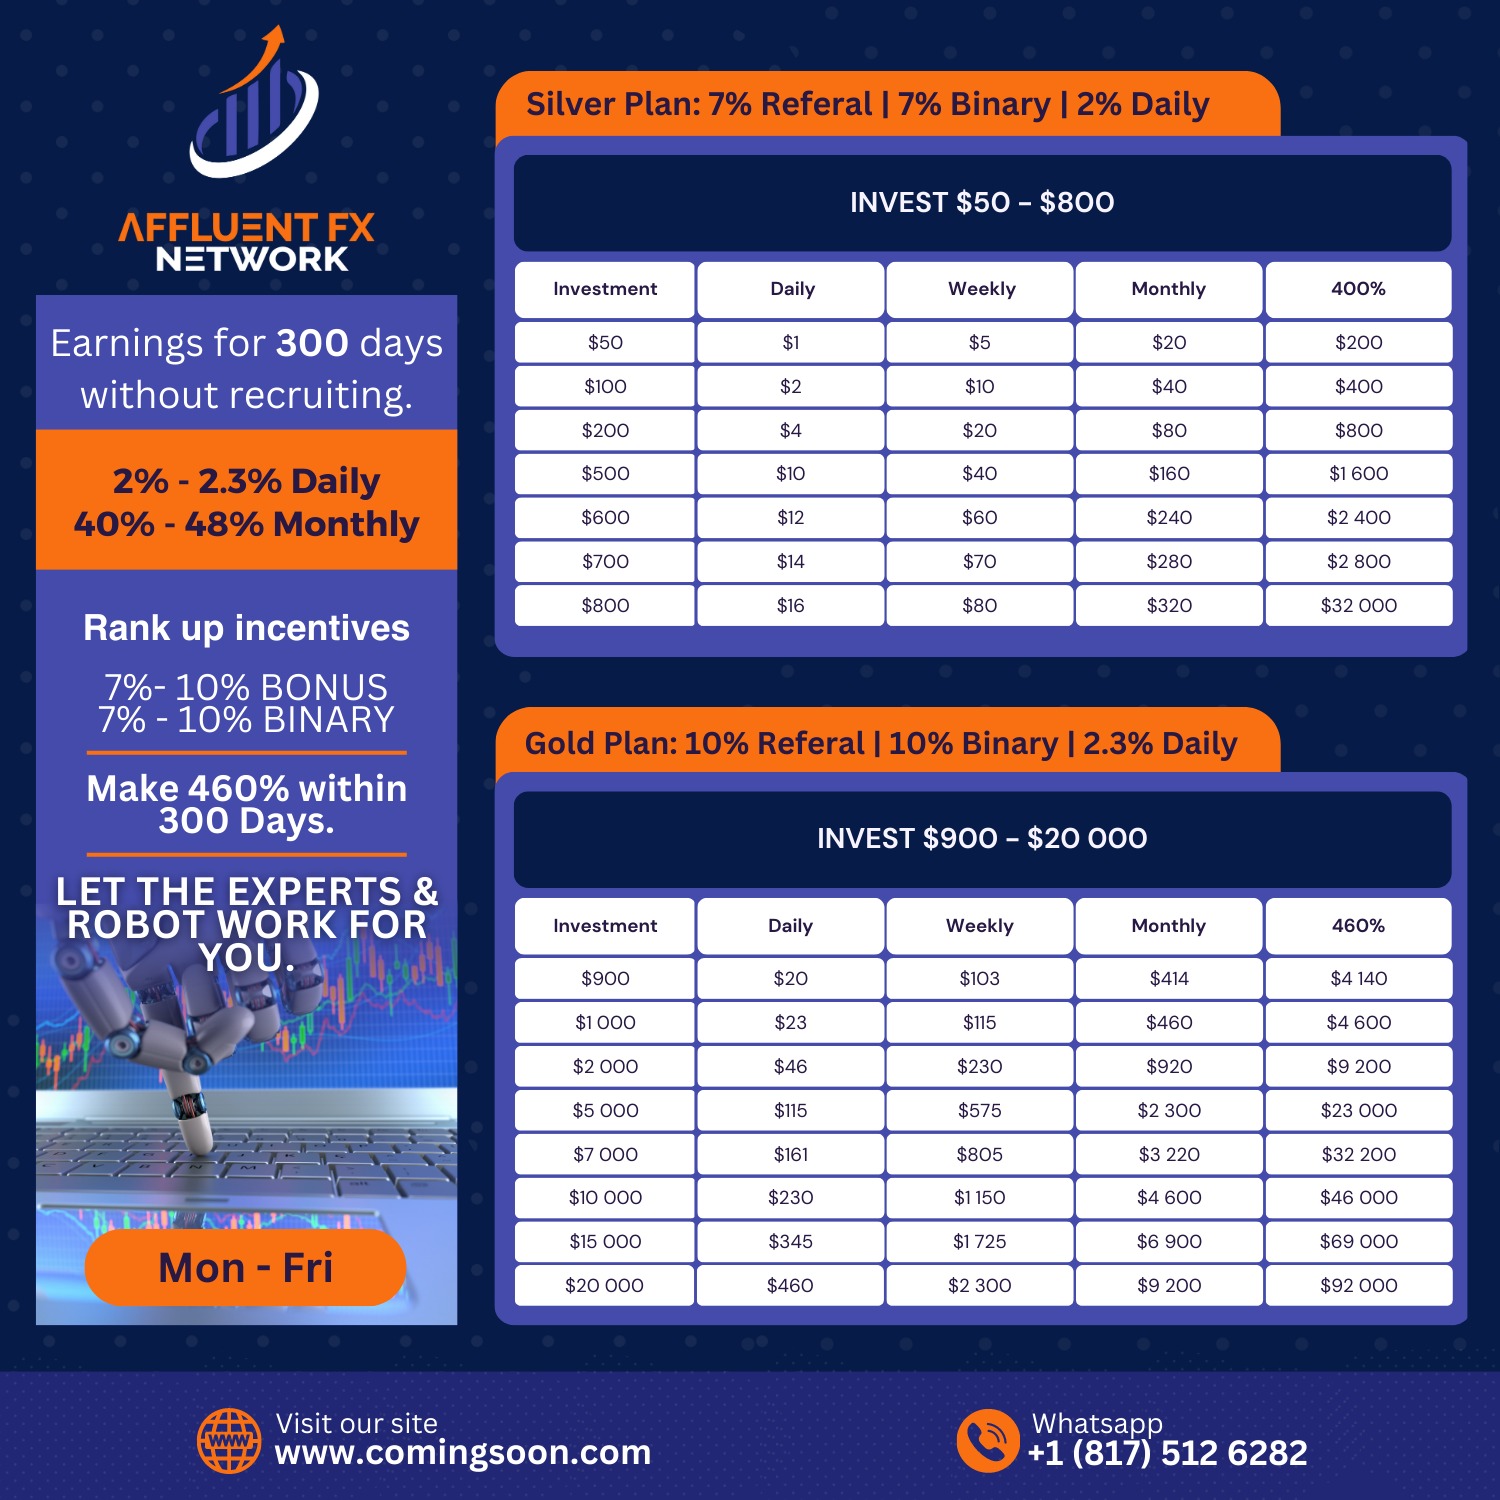 AFFLUENT FX
NETWORK
Earnings for 300 days
without recruiting.
2% - 2.3% Daily
40% - 48% Monthly
Rank up incentives
7%- 10% BONUS
7% - 10% BINARY
Make 460% within
300 Days.
LET THE EXPERTS &
ROBOT WORK FOR
YOU.
Mon - Fri
Silver Plan: 7% Referal | 7% Binary | 2% Daily
INVEST $50 – $800
Investment Daily Weekly Monthly 400%
$50 $1 $5 $20 $200
$100 $2 $10 $40 $400
$200 $4 $20 $80 $800
$500 $10 $40 $160 $1 600
$600 $12 $60 $240 $2 400
$700 $14 $70 $280 $2 800
$800 $16 $80 $320 $32 000
Gold Plan: 10% Referal | 10% Binary | 2.3% Daily
INVEST $900 – $20 000
Investment Daily Weekly Monthly 460%
$900 $20 $103 $414 $4 140
$1 000 $23 $115 $460 $4 600
$2 000 $46 $230 $920 $9 200
$5 000 $115 $575 $2 300 $23 000
$7 000 $161 $805 $3 220 $32 200
$10 000 $230 $1 150 $4 600 $46 000
$15 000 $345 $1 725 $6 900 $69 000
$20 000 $460 $2 300 $9 200 $92 000
www
Visit our site
www.comingsoon.com
Whatsapp
+1 (817) 512 6282